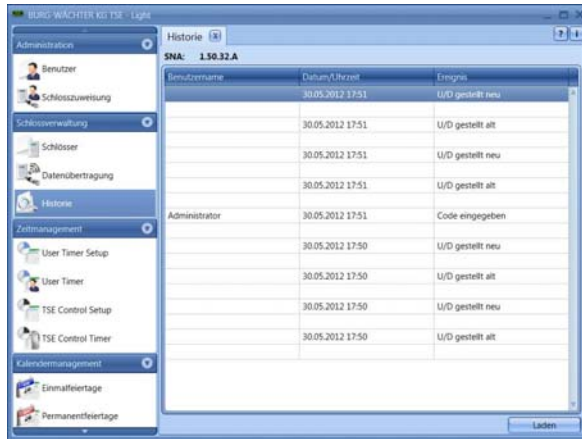 BURG-WÄCHTER KG TSE - Light
Administration
Benutzer
Schlosszuweisung
Schlossverwaltung
Schlösser
Datenübertragung
Historie
Zeitmanagement
User Timer Setup
User Timer
TSE Control Setup
TSE Control Timer
Kalendermanagement
Einmalfeiertage
Permanentfeiertage
Historie
SNA: 1.50.32.A
Benutzername Datum/Uhrzeit Ereignis
30.05.2012 17:51 U/D gestellt neu
30.05.2012 17:51 U/D gestellt alt
30.05.2012 17:51 U/D gestellt neu
30.05.2012 17:51 U/D gestellt alt
Administrator 30.05.2012 17:51 Code eingegeben
30.05.2012 17:50 U/D gestellt neu
30.05.2012 17:50 U/D gestellt alt
30.05.2012 17:50 U/D gestellt neu
30.05.2012 17:50 U/D gestellt alt
Laden